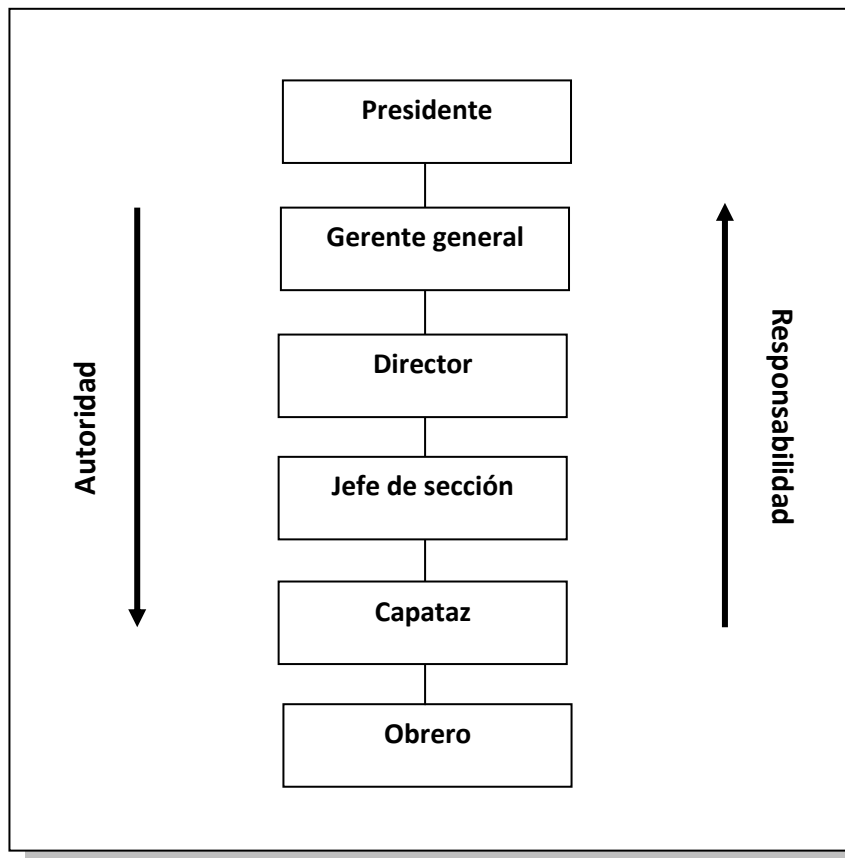 Presidente
Gerente general
Director
Jefe de sección
Capataz
Obrero
Autoridad
Responsabilidad